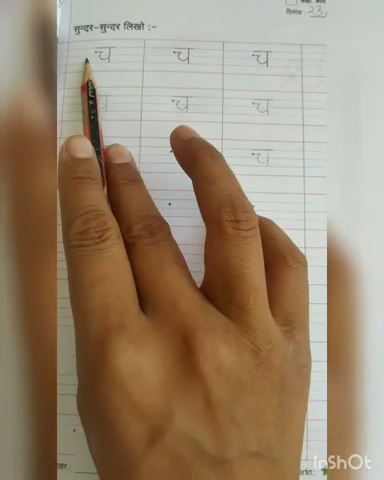 दिनांक: 23
सुन्दर-सुन्दर लिखो :-
च च च
च च च
च
InShOt